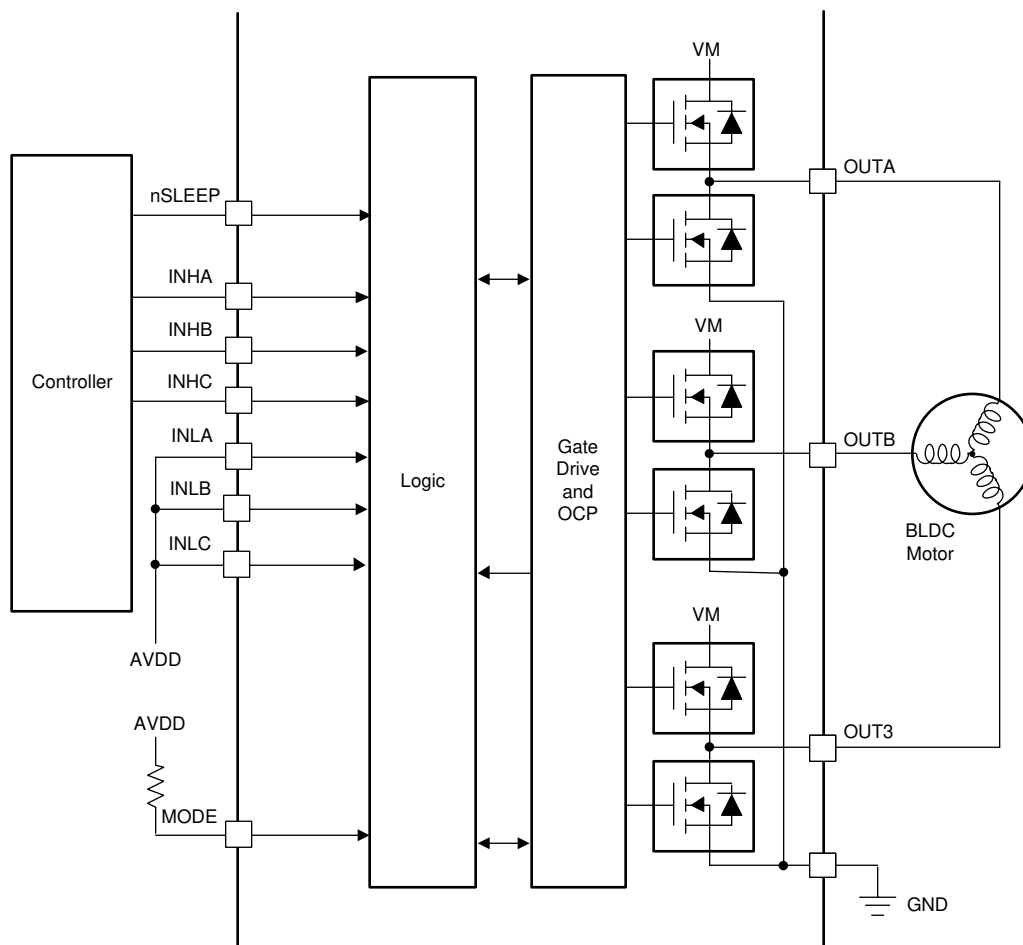 VM
OUTA
nSLEEP
INHA
INHB
INHC
INLA
INLB
INLC
Controller
AVDD
AVDD
MODE
Logic
Gate
Drive
and
OCP
VM
OUTB
BLDC
Motor
VM
OUT3
GND